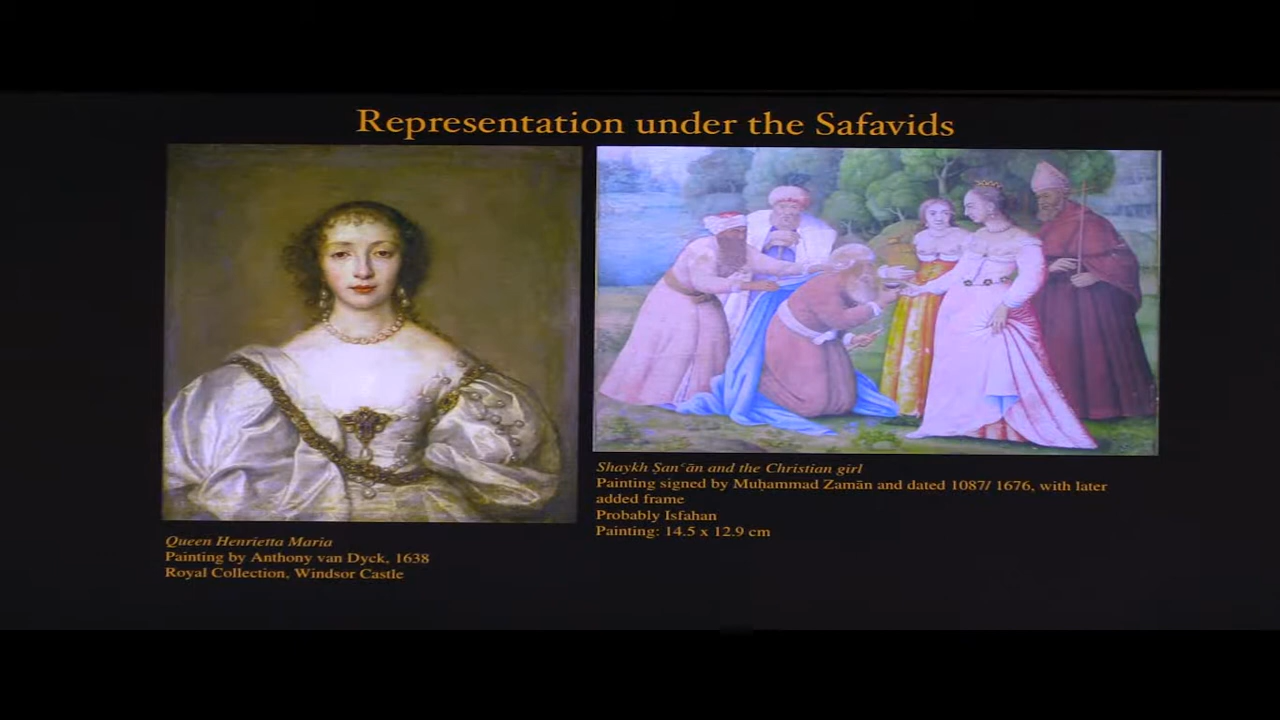 Representation under the Safavids
Queen Henrietta Maria
Painting by Anthony van Dyck, 1638
Royal Collection, Windsor Castle
Shaykh Ṣanʿān and the Christian girl
Painting signed by Muḥammad Zamān and dated 1087/ 1676, with later
added frame
Probably Isfahan
Painting: 14.5 x 12.9 cm